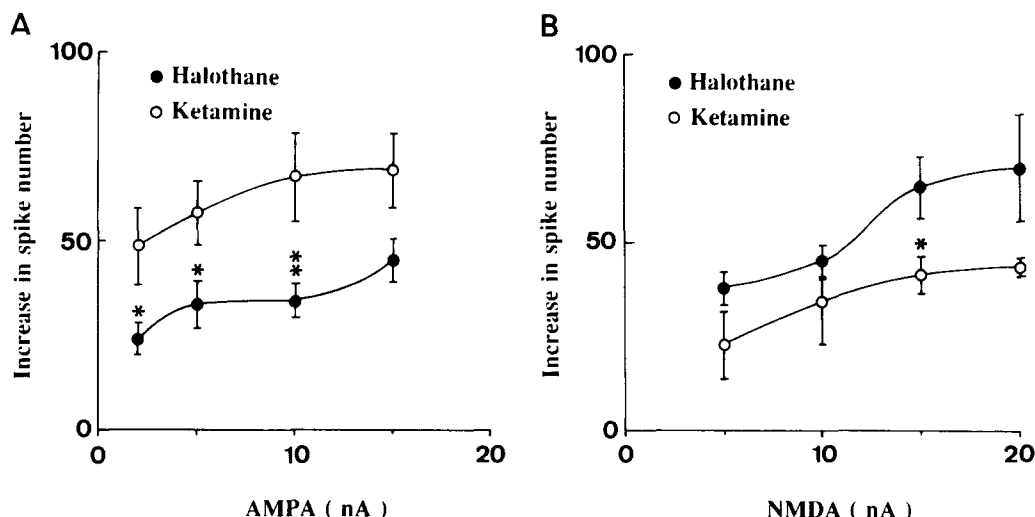 A
100
50
0
Increase in spike number
Halothane
Ketamine
*
*
**
0
10
20
AMPA ( nA )
B
100
50
0
Increase in spike number
Halothane
Ketamine
*
0
10
20
NMDA ( nA )